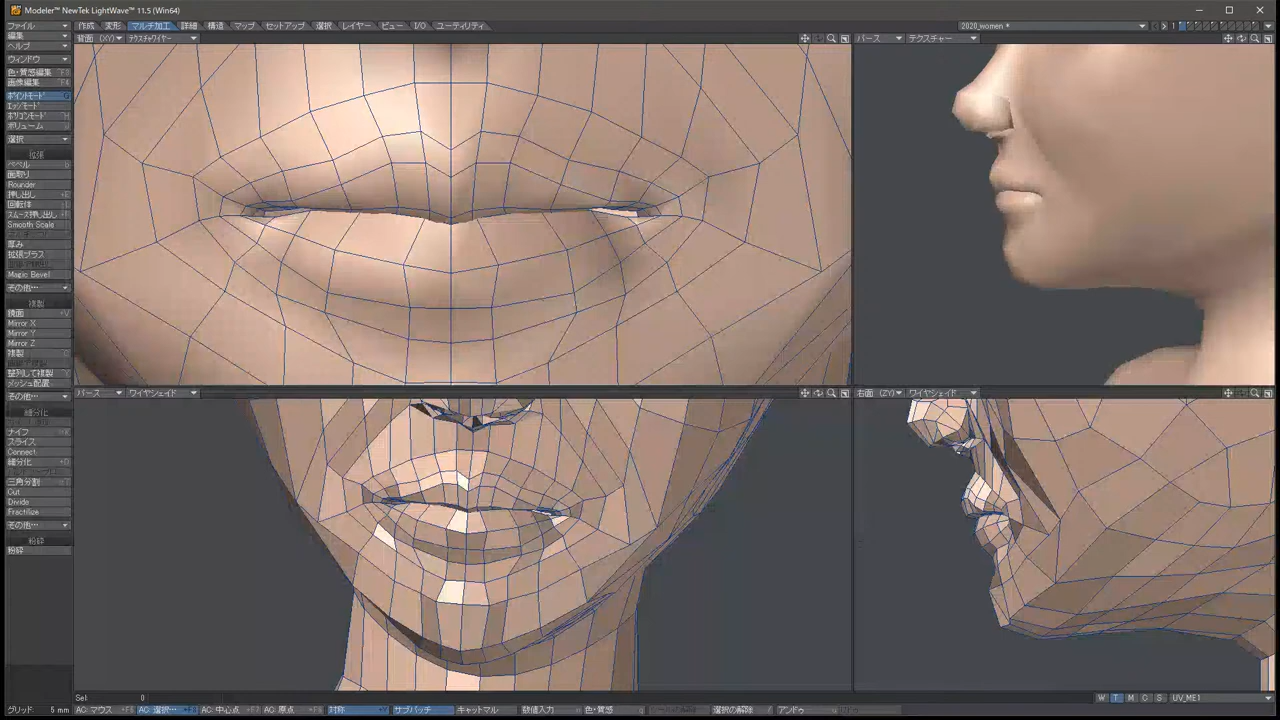 Modeler™ NewTek LightWave™ 11.5 (Win64)
ファイル 作成 変形 マルチ加工 詳細 構造 マップ セットアップ 選択 レイヤー ビュー I/O ユーティリティ 2020_women * 1
編集
ヘルプ
背面 (XY) テクスチャワイヤー パース テクスチャー
ウィンドウ
色・質感編集 ^F3
画像編集 ^F4
ポイントモード G
エッジモード
ポリゴンモード ^H
ボリューム
選択
拡張
ベベル b
面取り
Rounder
押し出し +E
回転体 L
スムース押し出し +F
Smooth Scale
厚み
拡張プラス
Magic Bevel
その他…
複製
鏡面 +V
Mirror X
Mirror Y
Mirror Z
複製 C
整列して複製 ^Y
メッシュ配置
その他…
パース ワイヤシェイド 右面 (ZY) ワイヤシェイド
細分化
ナイフ +K
スライス
Connect
細分化 +D
三角分割 +T
Cut
Divide
Fractilize
その他…
粉砕
粉砕
Sel: 0 W T M C S UV_ME1
グリッド: 5 mm AC: マウス +F5 AC: 選択… +F8 AC: 中心点 +F7 AC: 原点 +F6 対称 +Y サブパッチ キャットマル 数値入力 n 色・質感 q 選択の解除 / アンドゥ u